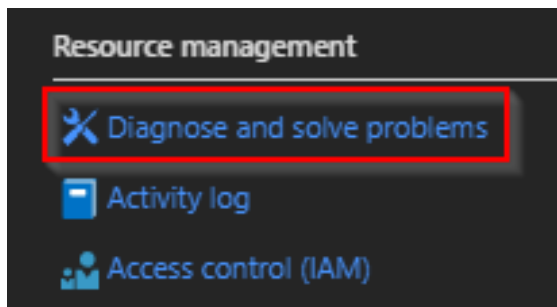 Resource management
Diagnose and solve problems
Activity log
Access control (IAM)